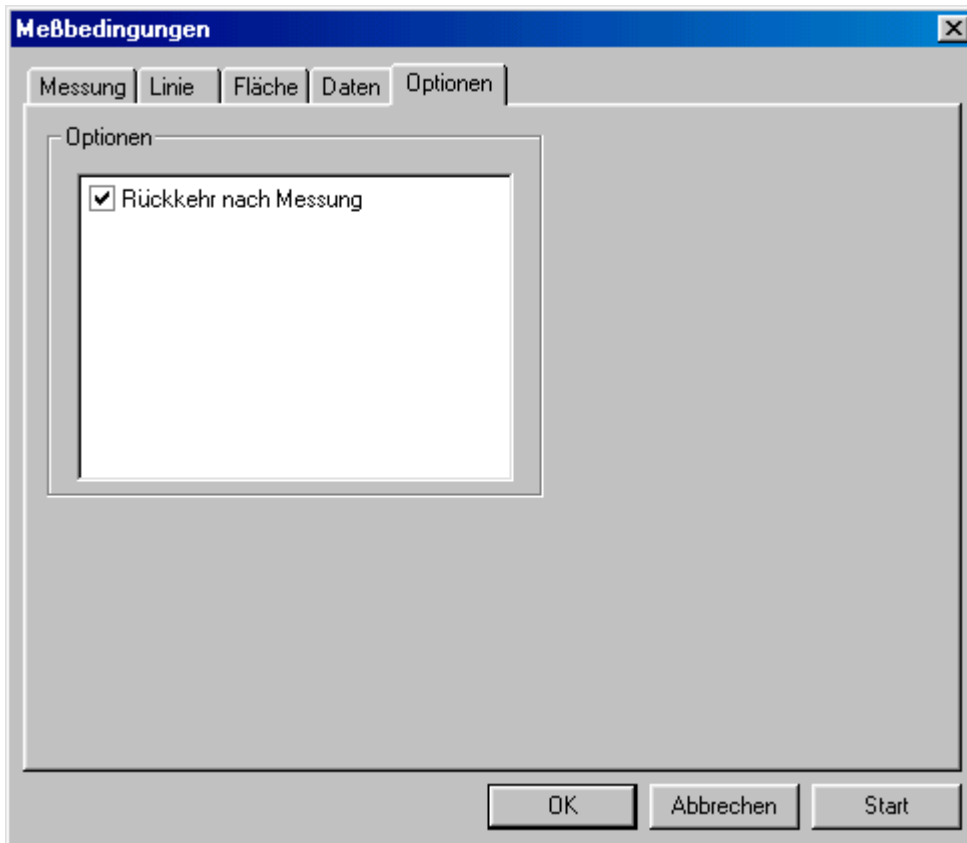 Meßbedingungen
Messung Linie Fläche Daten Optionen
Optionen
Rückkehr nach Messung
OK Abbrechen Start